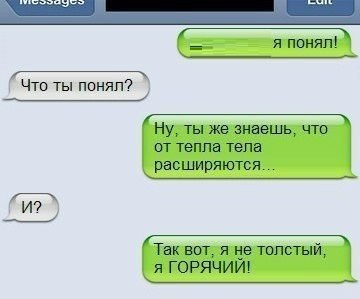 Messages
Edit
я понял!
Что ты понял?
Ну, ты же знаешь, что
от тепла тела
расширяются...
И?
Так вот, я не толстый,
я ГОРЯЧИЙ!